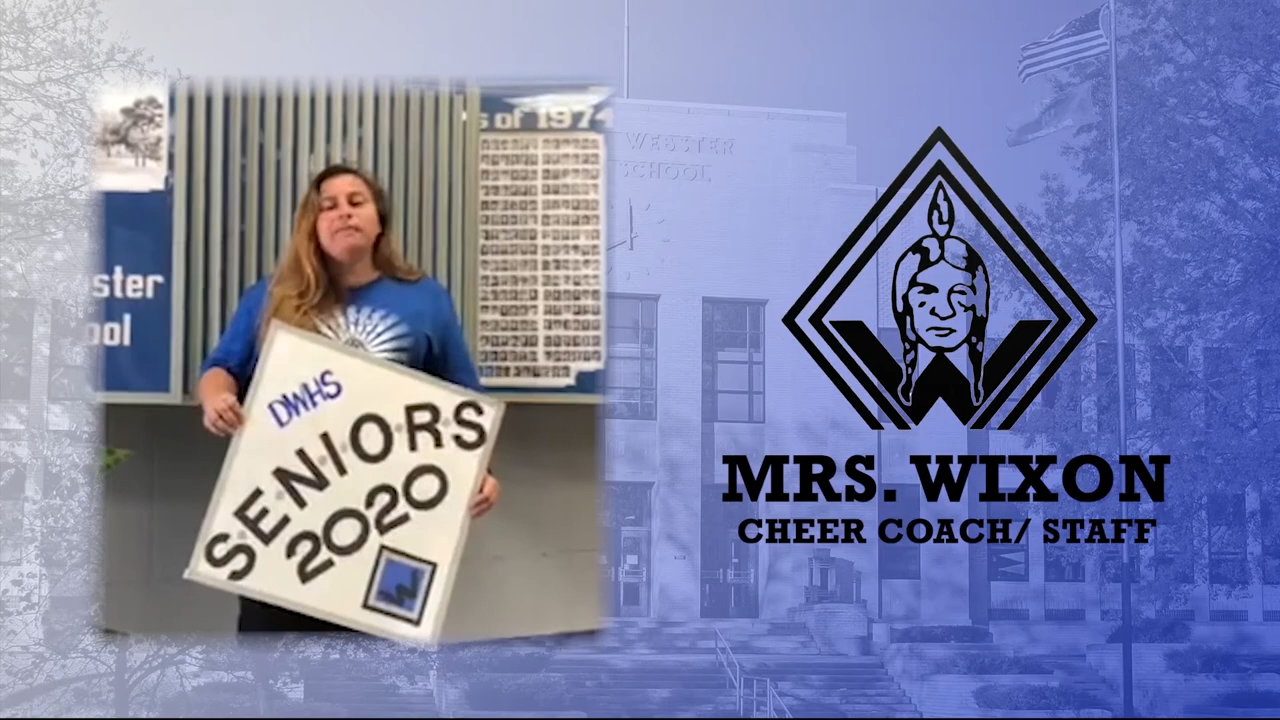 s of 1974
WEBSTER
SCHOOL
ster
ool
DWHS
SENIORS
2020
W
MRS. WIXON
CHEER COACH/ STAFF